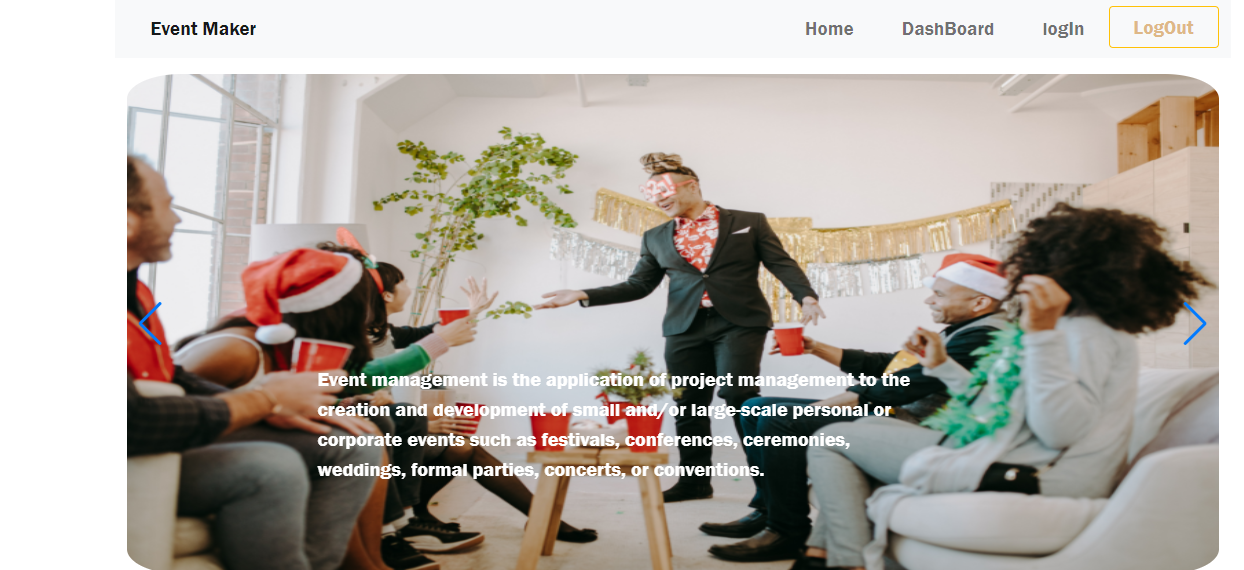 Event Maker
Home
DashBoard
logIn
LogOut
Event management is the application of project management to the
creation and development of small and/or large-scale personal or
corporate events such as festivals, conferences, ceremonies,
weddings, formal parties, concerts, or conventions.